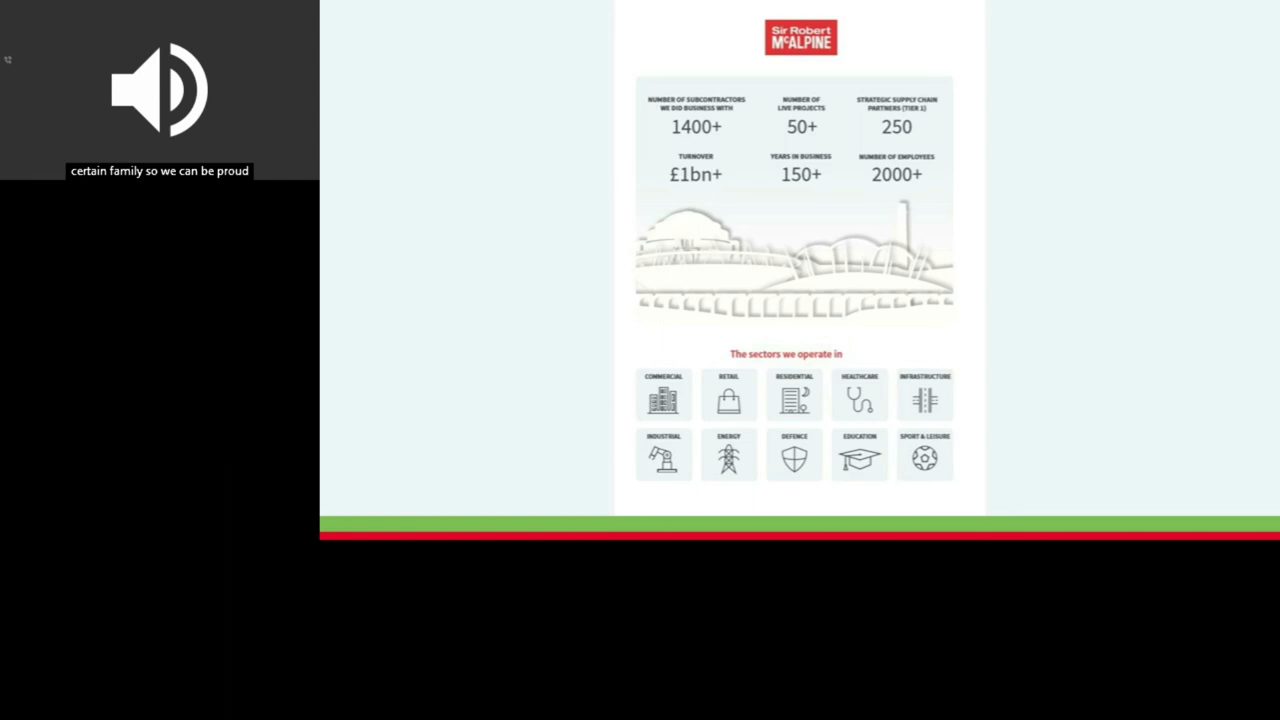 certain family so we can be proud
Sir Robert
McALPINE
NUMBER OF SUBCONTRACTORS
WE DID BUSINESS WITH
1400+
NUMBER OF
LIVE PROJECTS
50+
STRATEGIC SUPPLY CHAIN
PARTNERS (TIER 1)
250
TURNOVER
£1bn+
YEARS IN BUSINESS
150+
NUMBER OF EMPLOYEES
2000+
The sectors we operate in
COMMERCIAL
RETAIL
RESIDENTIAL
HEALTHCARE
INFRASTRUCTURE
INDUSTRIAL
ENERGY
DEFENCE
EDUCATION
SPORT & LEISURE